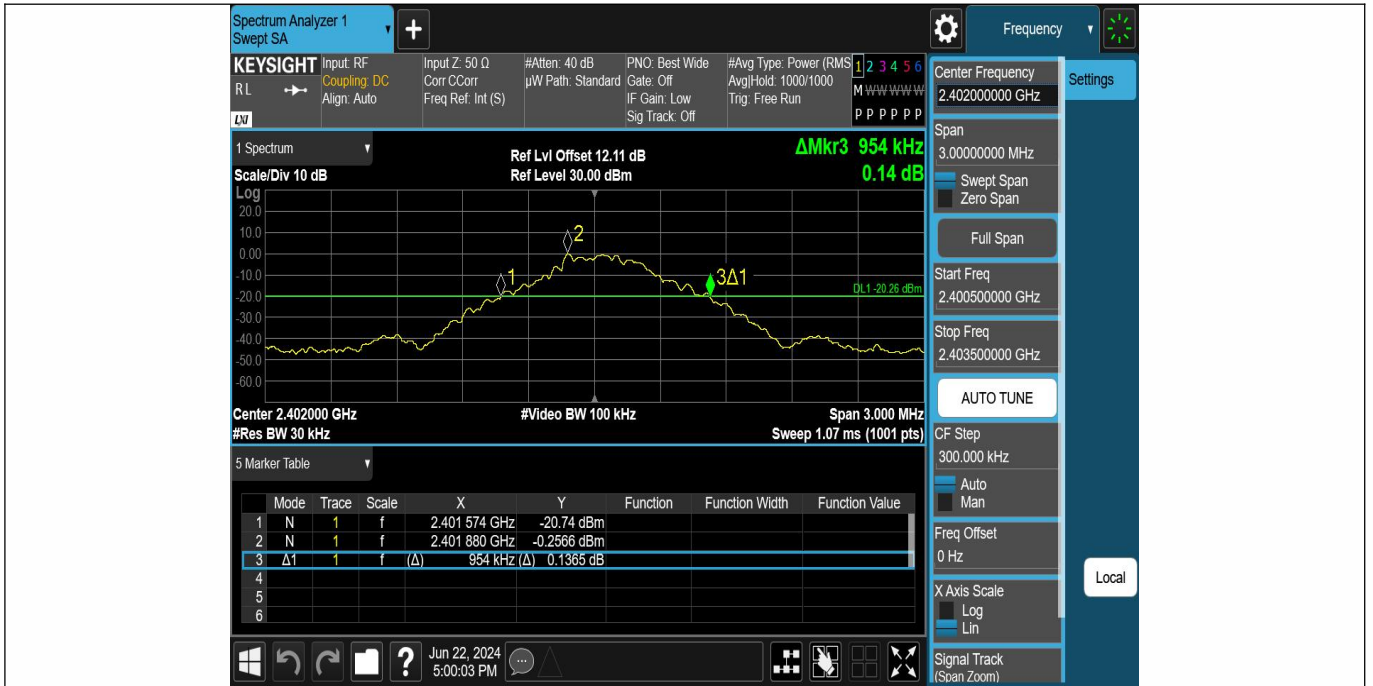 Spectrum Analyzer 1
Swept SA
Frequency
KEYSIGHT
R L
LXI
Input: RF
Coupling: DC
Align: Auto
Input Z: 50 Ω
Corr CCorr
Freq Ref: Int (S)
#Atten: 40 dB
µW Path: Standard
PNO: Best Wide
Gate: Off
IF Gain: Low
Sig Track: Off
#Avg Type: Power (RMS
Avg|Hold: 1000/1000
Trig: Free Run
1 2 3 4 5 6
M W W W W W
P P P P P P
1 Spectrum
Scale/Div 10 dB
Ref Lvl Offset 12.11 dB
Ref Level 30.00 dBm
ΔMkr3 954 kHz
0.14 dB
Log
20.0
10.0
0.00
-10.0
-20.0
-30.0
-40.0
-50.0
-60.0
1
2
3Δ1
DL1 -20.26 dBm
Center 2.402000 GHz
#Video BW 100 kHz
Span 3.000 MHz
#Res BW 30 kHz
Sweep 1.07 ms (1001 pts)
5 Marker Table
Mode Trace Scale X Y Function Function Width Function Value
1 N 1 f 2.401 574 GHz -20.74 dBm
2 N 1 f 2.401 880 GHz -0.2566 dBm
3 Δ1 1 f (Δ) 954 kHz (Δ) 0.1365 dB
4
5
6
Jun 22, 2024
5:00:03 PM
Center Frequency
2.402000000 GHz
Settings
Span
3.00000000 MHz
Swept Span
Zero Span
Full Span
Start Freq
2.400500000 GHz
Stop Freq
2.403500000 GHz
AUTO TUNE
CF Step
300.000 kHz
Auto
Man
Freq Offset
0 Hz
X Axis Scale
Log
Lin
Signal Track
(Span Zoom)
Local